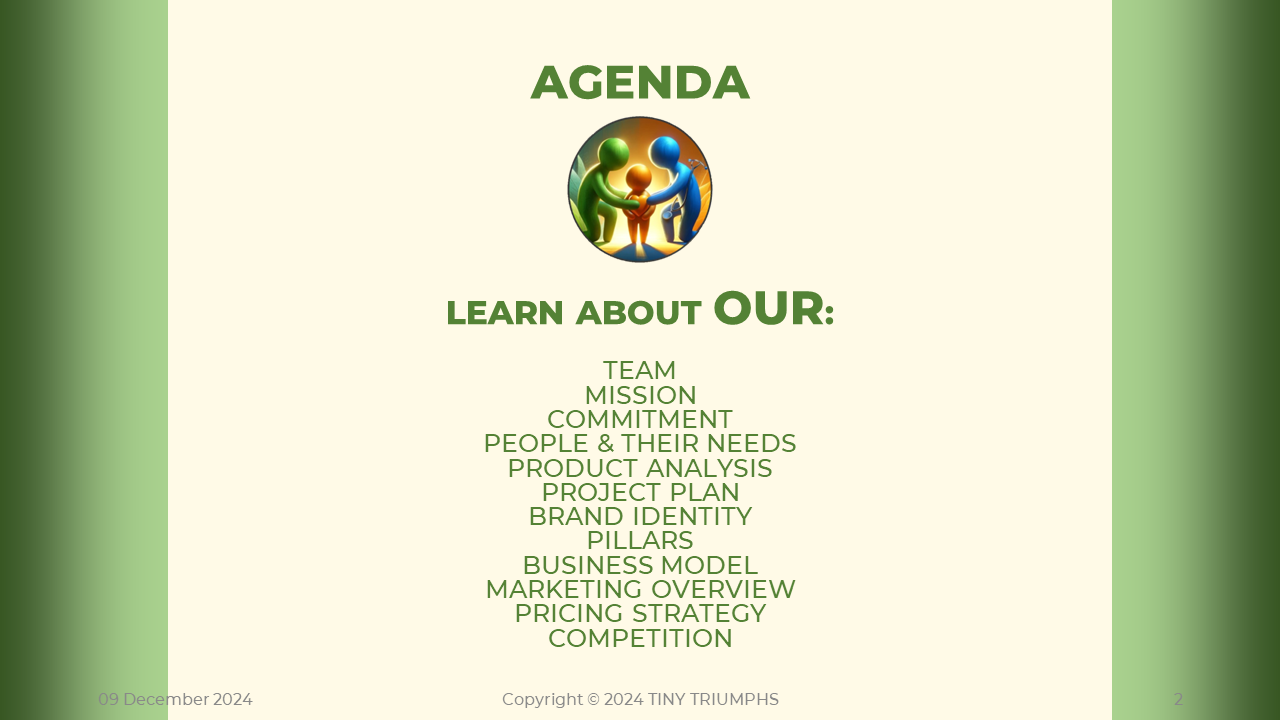 AGENDA
LEARN ABOUT OUR:
TEAM
MISSION
COMMITMENT
PEOPLE & THEIR NEEDS
PRODUCT ANALYSIS
PROJECT PLAN
BRAND IDENTITY
PILLARS
BUSINESS MODEL
MARKETING OVERVIEW
PRICING STRATEGY
COMPETITION
09 December 2024
Copyright © 2024 TINY TRIUMPHS
2